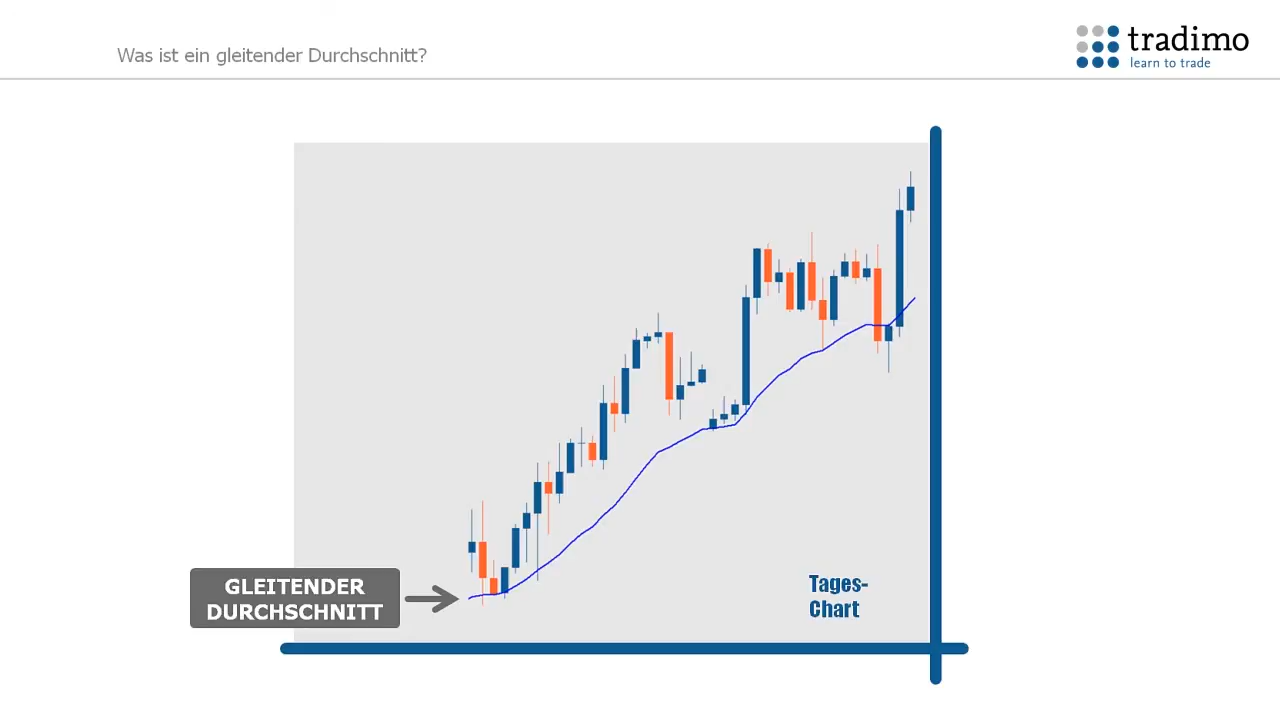 Was ist ein gleitender Durchschnitt?
tradimo
learn to trade
GLEITENDER
DURCHSCHNITT
Tages-
Chart